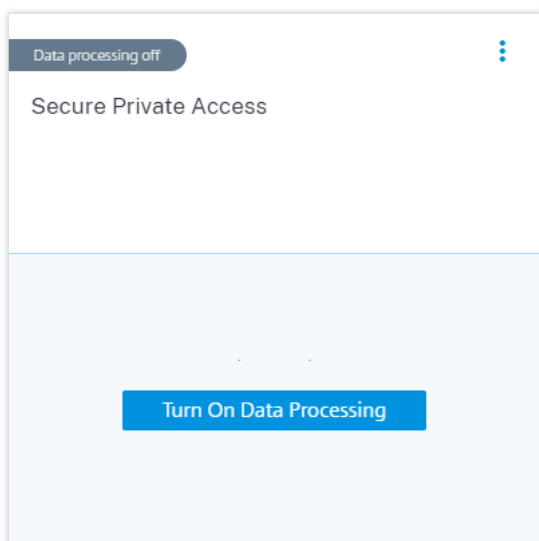 Data processing off
Secure Private Access
Turn On Data Processing